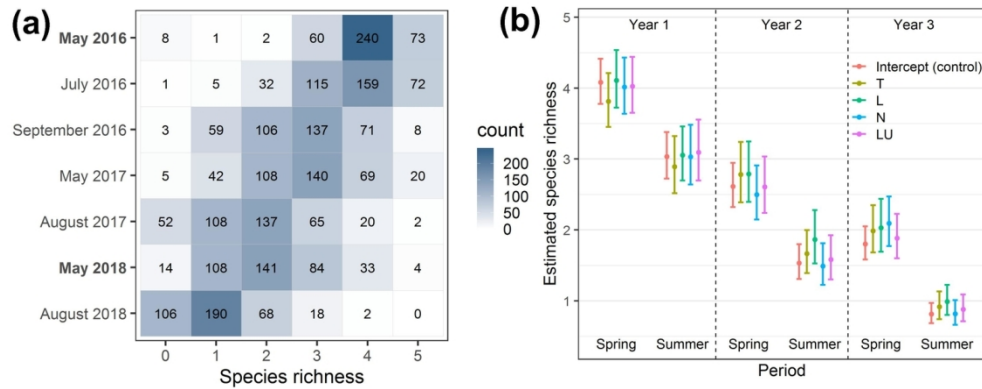 (a)
May 2016 8 1 2 60 240 73
July 2016 1 5 32 115 159 72
September 2016 3 59 106 137 71 8
May 2017 5 42 108 140 69 20
August 2017 52 108 137 65 20 2
May 2018 14 108 141 84 33 4
August 2018 106 190 68 18 2 0
0 1 2 3 4 5
Species richness
count
200
150
100
50
0
(b)
Estimated species richness
5
4
3
2
1
Year 1 Year 2 Year 3
Intercept (control)
T
L
N
LU
Spring Summer Spring Summer Spring Summer
Period